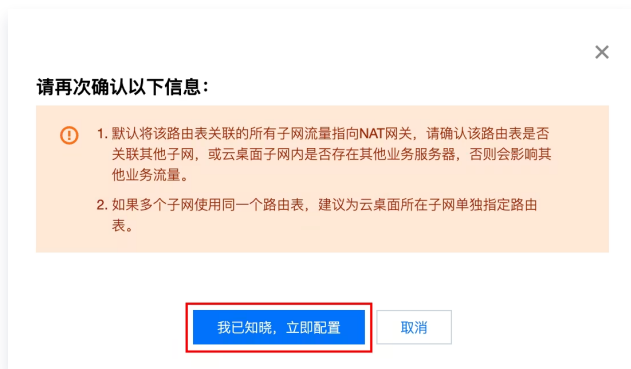 请再次确认以下信息：
1. 默认将该路由表关联的所有子网流量指向NAT网关，请确认该路由表是否
关联其他子网，或云桌面子网内是否存在其他业务服务器，否则会影响其
他业务流量。
2. 如果多个子网使用同一个路由表，建议为云桌面所在子网单独指定路由
表。
我已知晓，立即配置 取消